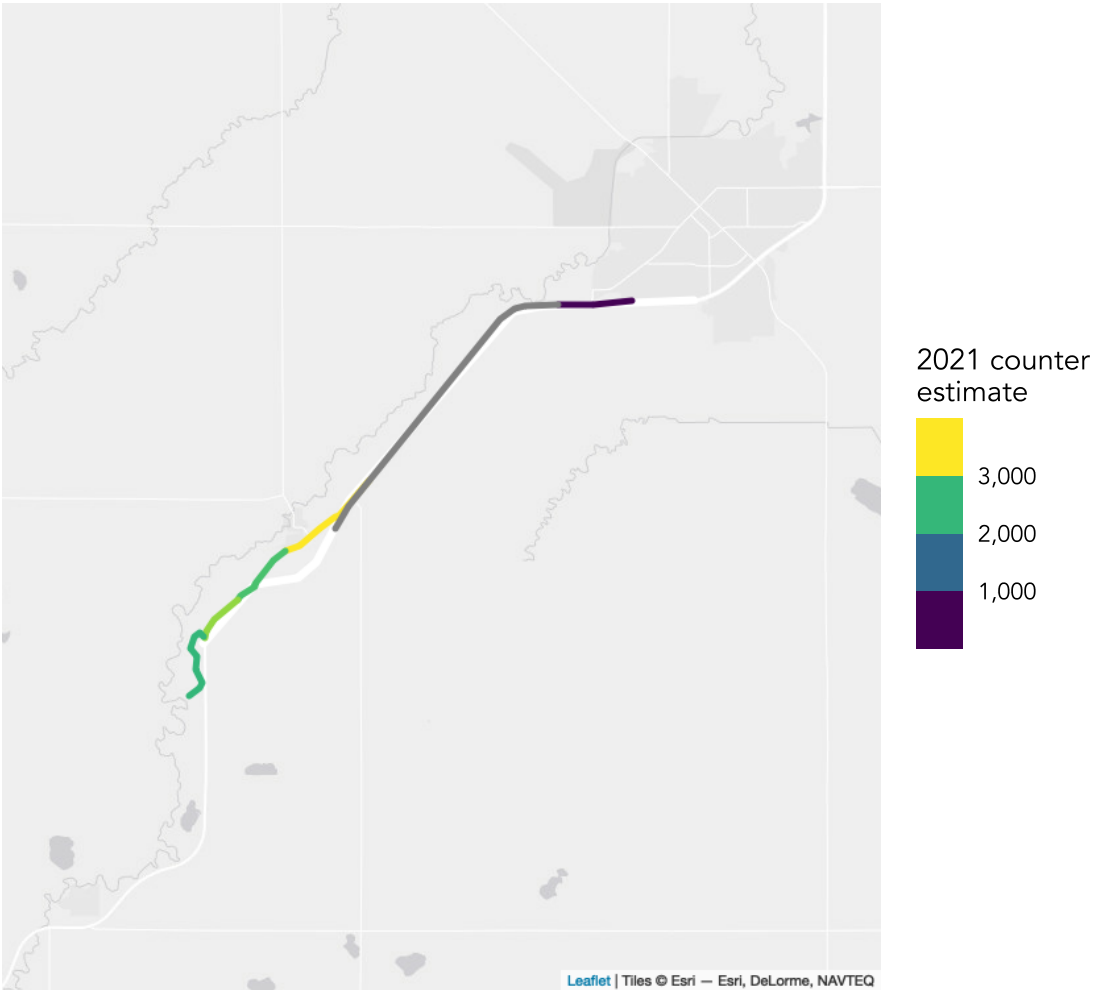 2021 counter
estimate
3,000
2,000
1,000
Leaflet | Tiles © Esri — Esri, DeLorme, NAVTEQ